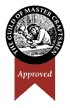 THE GUILD OF MASTER CRAFTSMEN
Approved